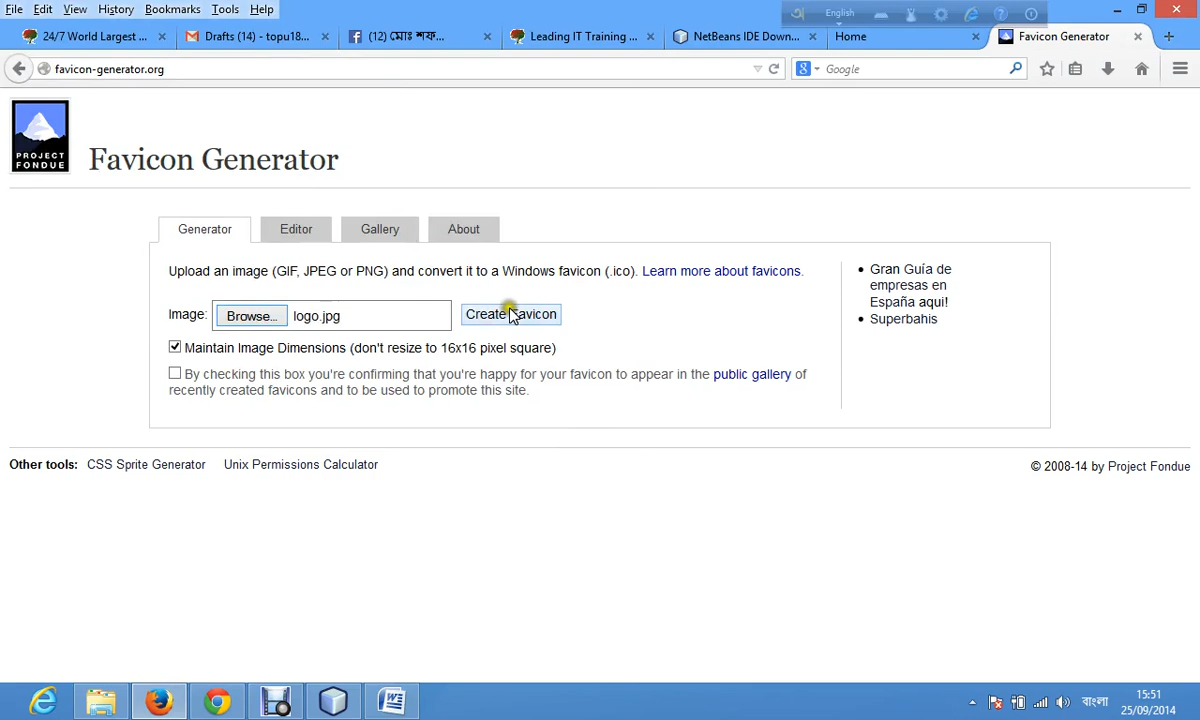 File Edit View History Bookmarks Tools Help
English
24/7 World Largest ...
Drafts (14) - topu18...
(12) মোঃ শফ...
Leading IT Training ...
NetBeans IDE Down...
Home
Favicon Generator
favicon-generator.org
Google
PROJECT
FONDUE
Favicon Generator
Generator Editor Gallery About
Upload an image (GIF, JPEG or PNG) and convert it to a Windows favicon (.ico). Learn more about favicons.
Image: Browse... logo.jpg Create Favicon
Maintain Image Dimensions (don't resize to 16x16 pixel square)
By checking this box you're confirming that you're happy for your favicon to appear in the public gallery of
recently created favicons and to be used to promote this site.
Gran Guía de
empresas en
España aqui!
Superbahis
Other tools: CSS Sprite Generator Unix Permissions Calculator
© 2008-14 by Project Fondue
বাংলা
15:51
25/09/2014